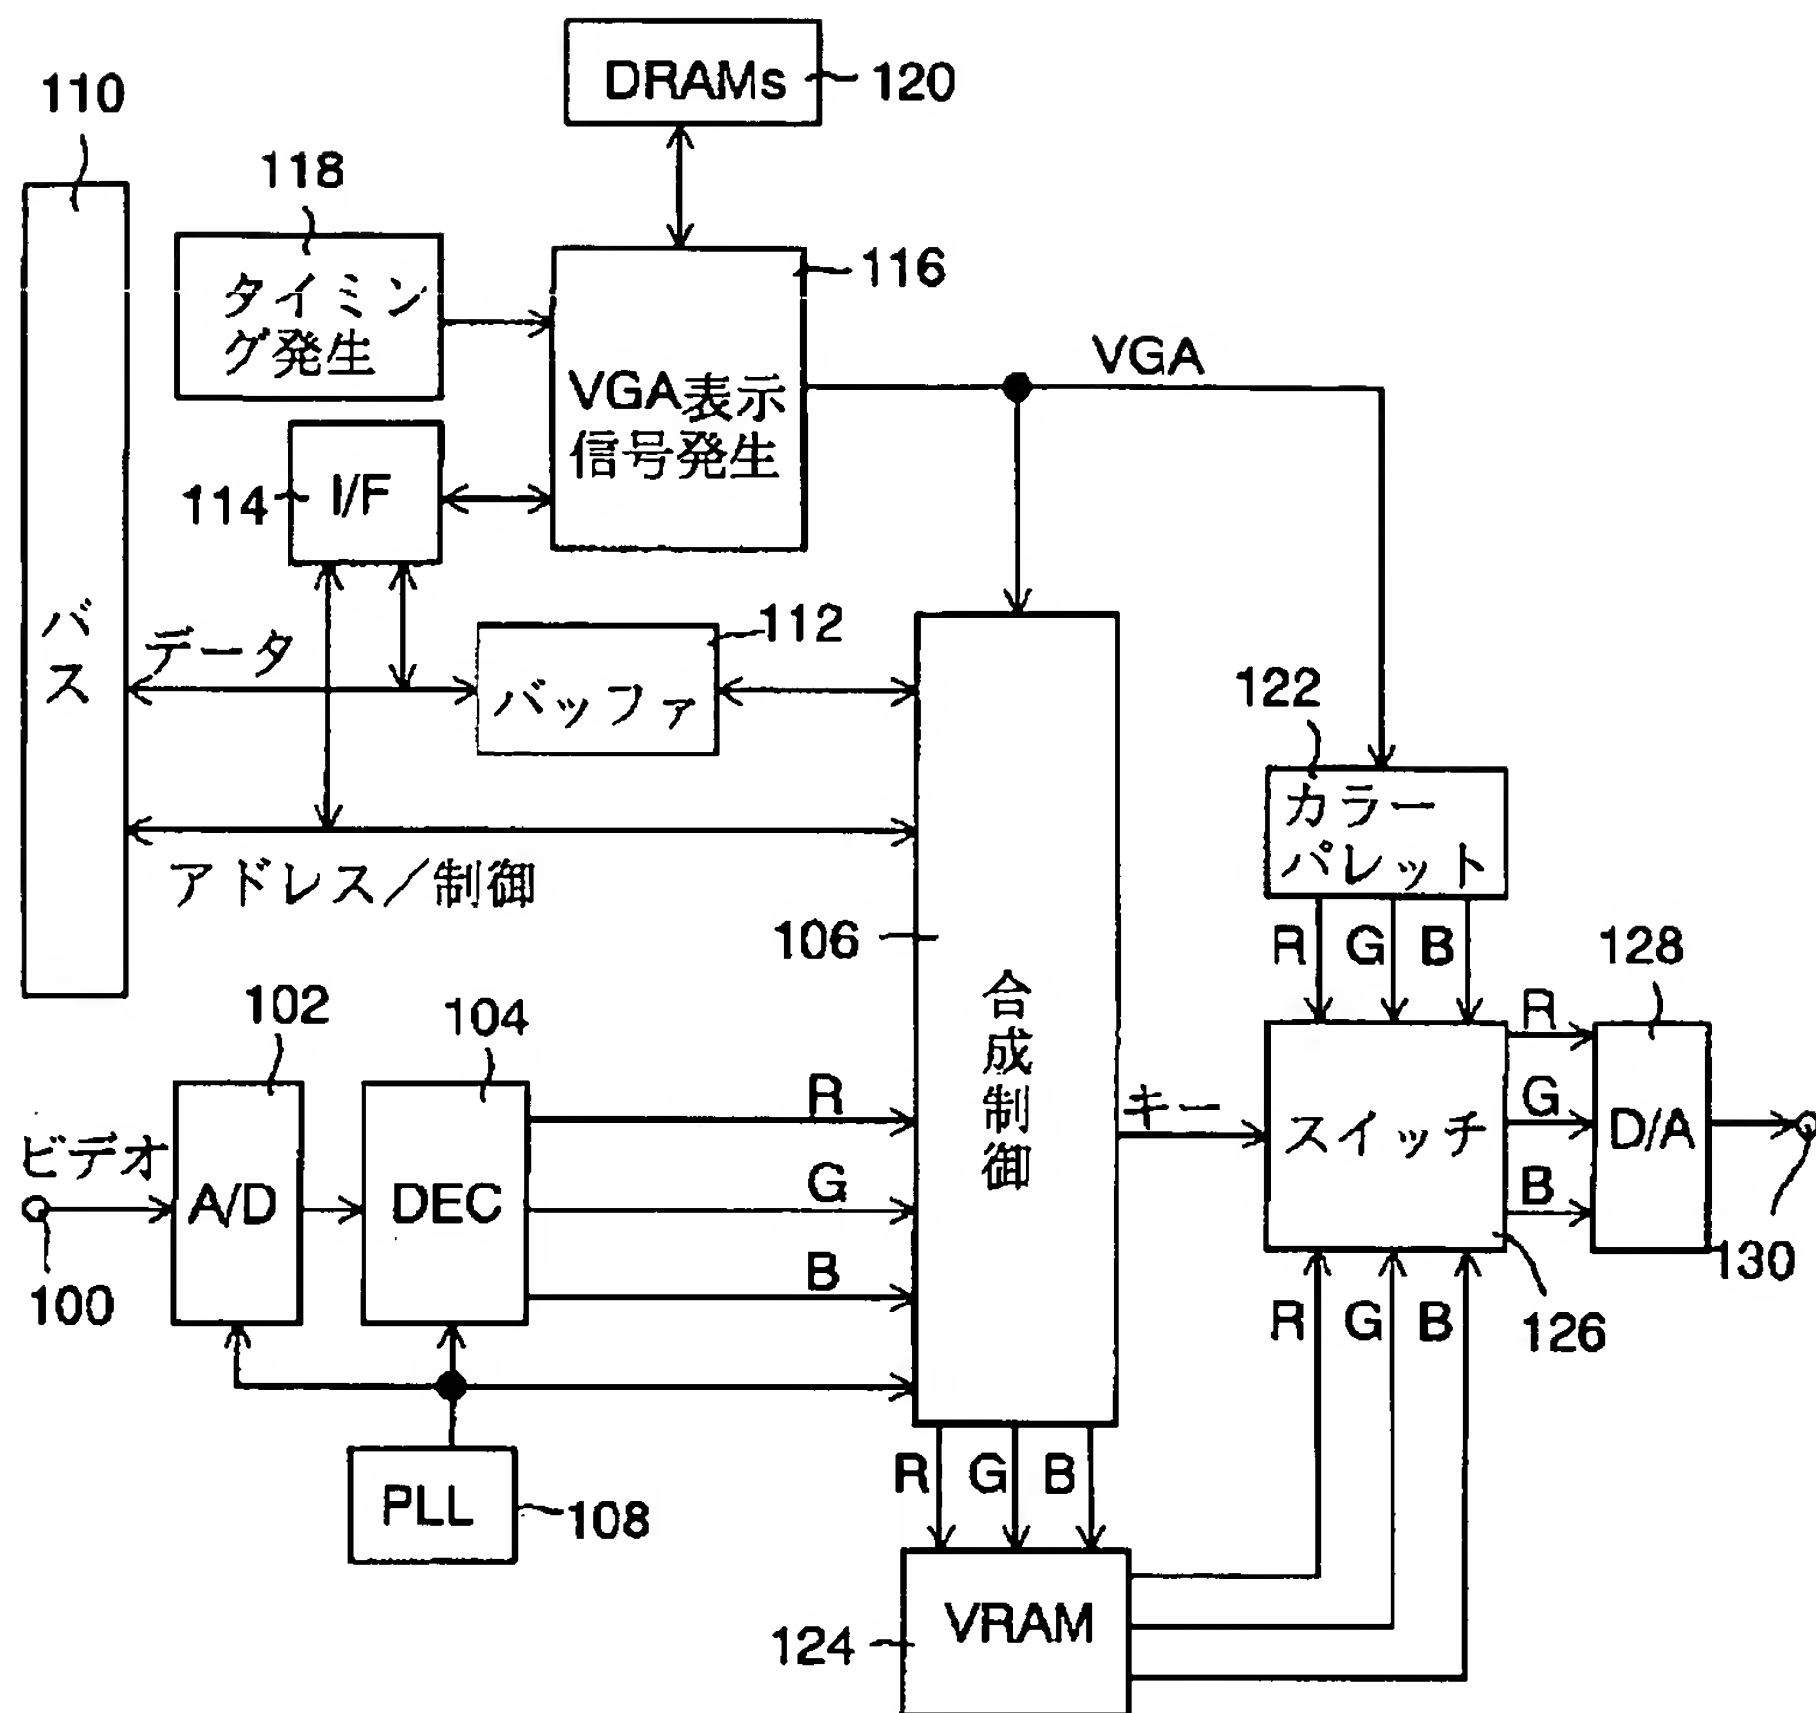 DRAMs
120
110
118
タイミン
グ発生
116
VGA表示
信号発生
VGA
I/F
114
バ
ス
データ
112
バッファ
122
カラー
パレット
アドレス／制御
106
合
成
制
御
R
G
B
128
102
104
ビデオ
A/D
DEC
R
G
B
キー
スイッチ
R
G
B
D/A
100
130
126
R
G
B
PLL
108
R
G
B
VRAM
124